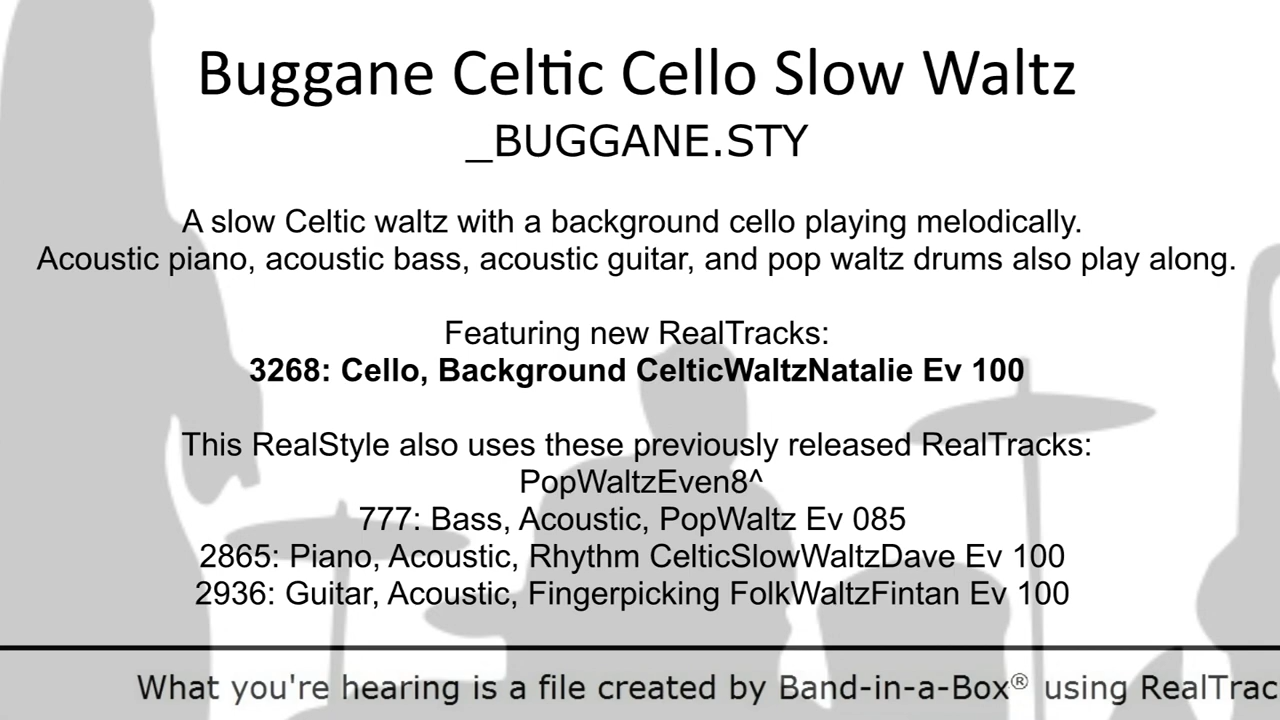 Buggane Celtic Cello Slow Waltz
_BUGGANE.STY
A slow Celtic waltz with a background cello playing melodically.
Acoustic piano, acoustic bass, acoustic guitar, and pop waltz drums also play along.
Featuring new RealTracks:
3268: Cello, Background CelticWaltzNatalie Ev 100
This RealStyle also uses these previously released RealTracks:
PopWaltzEven8^
777: Bass, Acoustic, PopWaltz Ev 085
2865: Piano, Acoustic, Rhythm CelticSlowWaltzDave Ev 100
2936: Guitar, Acoustic, Fingerpicking FolkWaltzFintan Ev 100
What you're hearing is a file created by Band-in-a-Box® using RealTrac